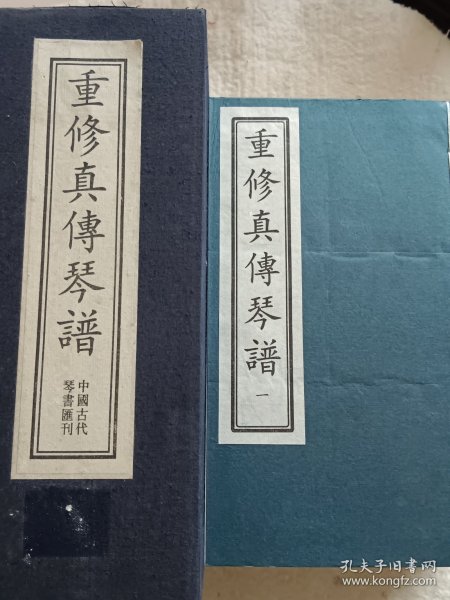 重修真傳琴譜
中國古代
琴書匯刊
重修真傳琴譜
一
孔夫子旧书网
www.kongfz.com